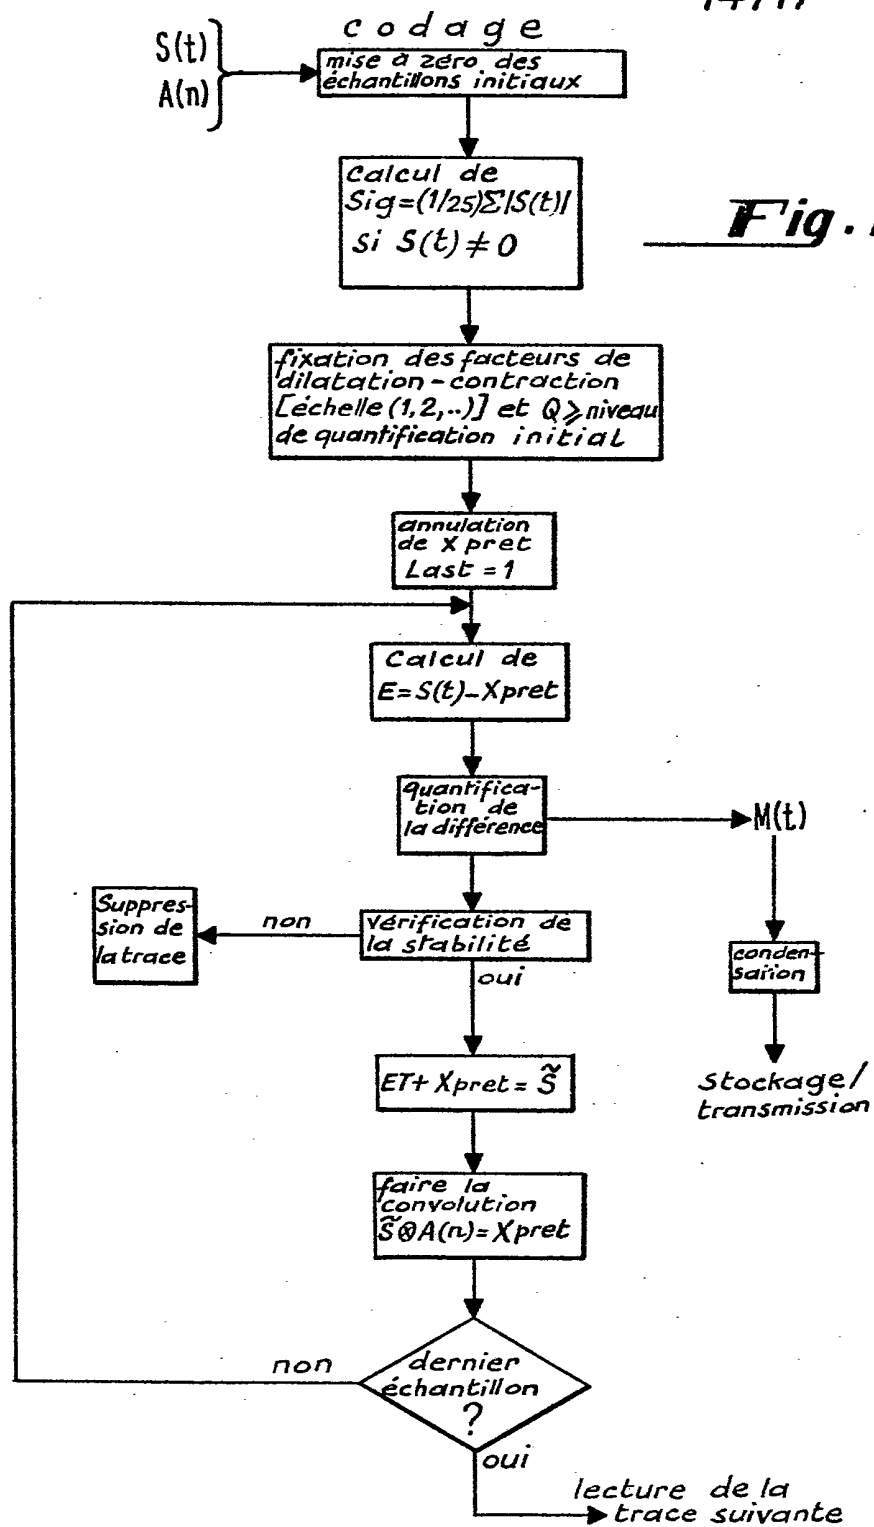 codage
S(t)
A(n)
mise à zéro des
échantillons initiaux
Calcul de
Sig=(1/25)Σ|S(t)|
si S(t)≠0
Fig.
fixation des facteurs de
dilatation-contraction
[échelle(1,2,..)] et Q⩾niveau
de quantification initial
annulation
de Xpret
Last = 1
Calcul de
E=S(t)-Xpret
quantifica-
tion de
la différence
M(t)
Suppres-
sion de
la trace
non
vérification de
la stabilité
oui
conden-
sation
ET+Xpret = S̃
stockage/
transmission
faire la
convolution
S̃⊗A(n)=Xpret
non
dernier
échantillon
?
oui
lecture de la
trace suivante